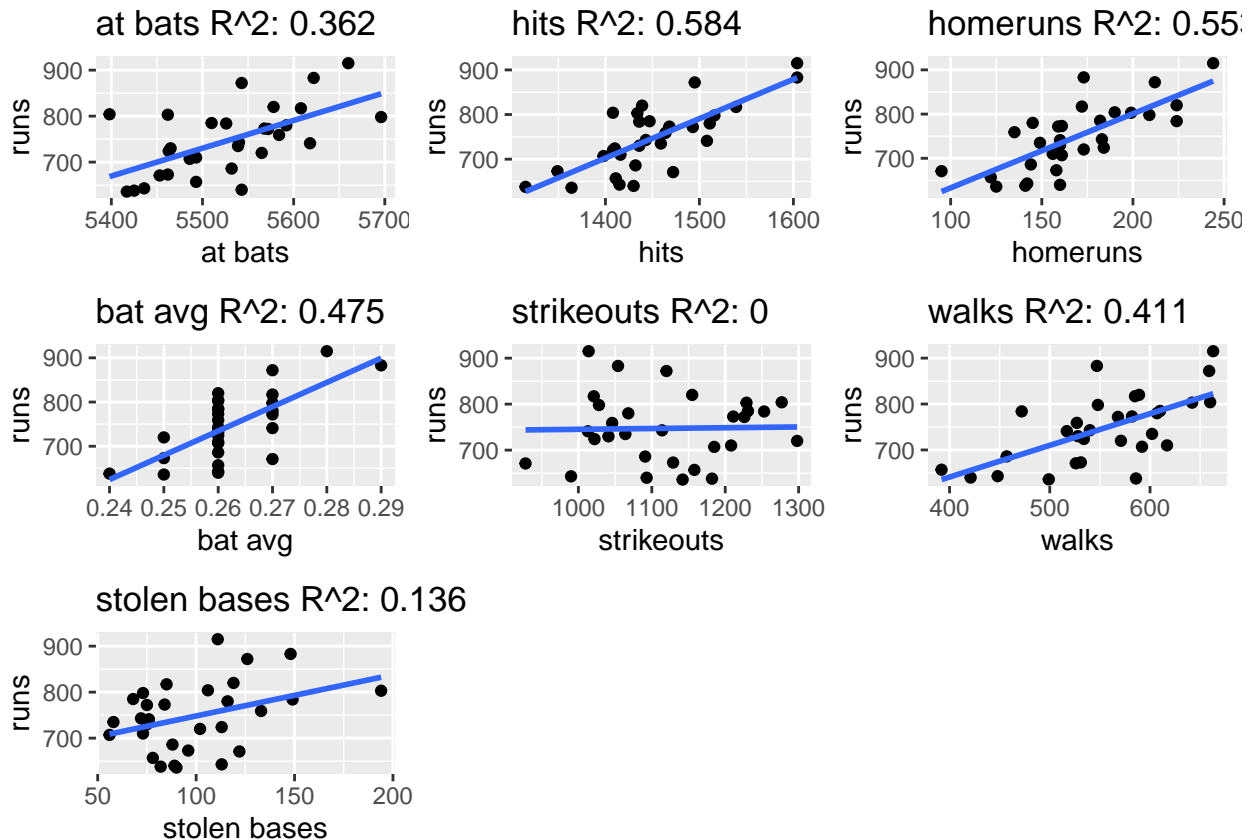 at bats R^2: 0.362
runs
900
800
700
5400 5500 5600 5700
at bats
hits R^2: 0.584
runs
900
800
700
1400 1500 1600
hits
homeruns R^2: 0.553
runs
900
800
700
100 150 200 250
homeruns
bat avg R^2: 0.475
runs
900
800
700
0.24 0.25 0.26 0.27 0.28 0.29
bat avg
strikeouts R^2: 0
runs
900
800
700
1000 1100 1200 1300
strikeouts
walks R^2: 0.411
runs
900
800
700
400 500 600
walks
stolen bases R^2: 0.136
runs
900
800
700
50 100 150 200
stolen bases